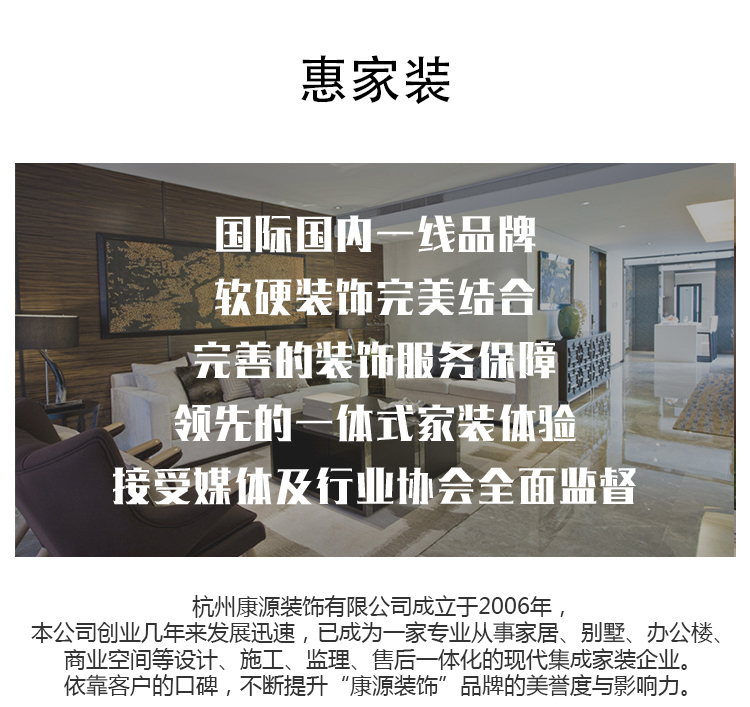 惠家装
国际国内一线品牌
软硬装饰完美结合
完善的装饰服务保障
领先的一体式家装体验
接受媒体及行业协会全面监督
杭州康源装饰有限公司成立于2006年，
本公司创业几年来发展迅速，已成为一家专业从事家居、别墅、办公楼、
商业空间等设计、施工、监理、售后一体化的现代集成家装企业。
依靠客户的口碑，不断提升“康源装饰”品牌的美誉度与影响力。